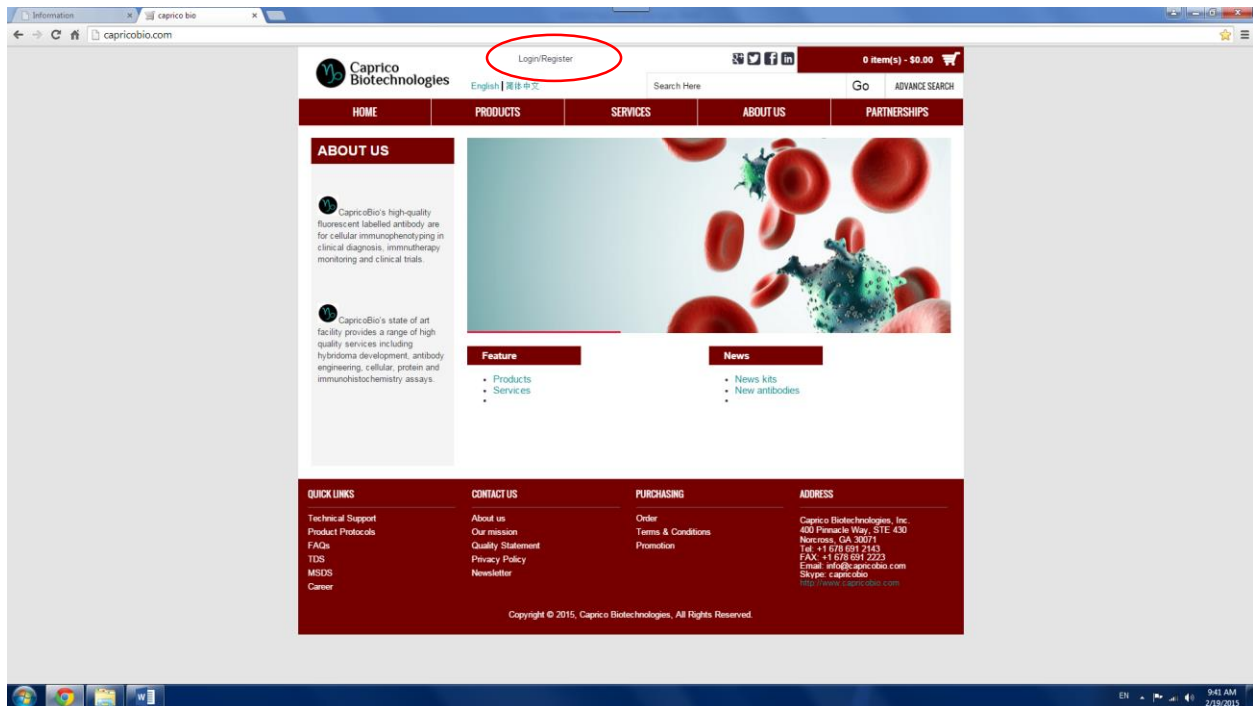 Information
caprico bio
capricobio.com
Caprico
Biotechnologies
Login/Register
0 item(s) - $0.00
English | 简体中文
Search Here
Go
ADVANCE SEARCH
HOME
PRODUCTS
SERVICES
ABOUT US
PARTNERSHIPS
ABOUT US
CapricoBio's high-quality
fluorescent labelled antibody are
for cellular immunophenotyping in
clinical diagnosis, immnutherapy
monitoring and clinical trials.
CapricoBio's state of art
facility provides a range of high
quality services including
hybridoma development, antibody
engineering, cellular, protein and
immunohistochemistry assays.
Feature
Products
Services
News
News kits
New antibodies
QUICK LINKS
Technical Support
Product Protocols
FAQs
TDS
MSDS
Career
CONTACT US
About us
Our mission
Quality Statement
Privacy Policy
Newsletter
PURCHASING
Order
Terms & Conditions
Promotion
ADDRESS
Caprico Biotechnologies, Inc.
400 Pinnacle Way, STE 430
Norcross, GA 30071
Tel: +1 678 691 2143
FAX: +1 678 691 2223
Email: info@capricobio.com
Skype: capricobio
http://www.capricobio.com
Copyright © 2015, Caprico Biotechnologies, All Rights Reserved.
EN
9:41 AM
2/19/2015